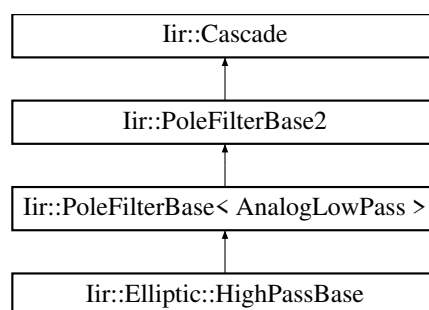 Iir::Cascade
Iir::PoleFilterBase2
Iir::PoleFilterBase< AnalogLowPass >
Iir::Elliptic::HighPassBase